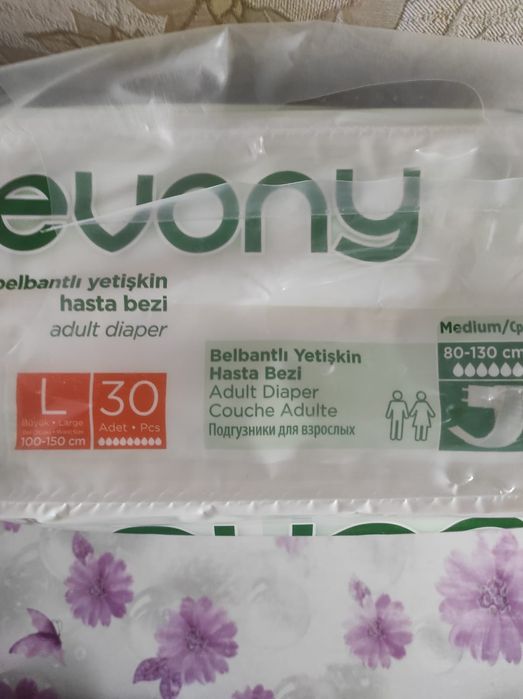 evony
belbantlı yetişkin
hasta bezi
adult diaper
L
Büyük • Large
100-150 cm
30
Adet • Pcs
Belbantlı Yetişkin
Hasta Bezi
Adult Diaper
Couche Adulte
Подгузники для взрослых
Medium/Ср
80-130 cm